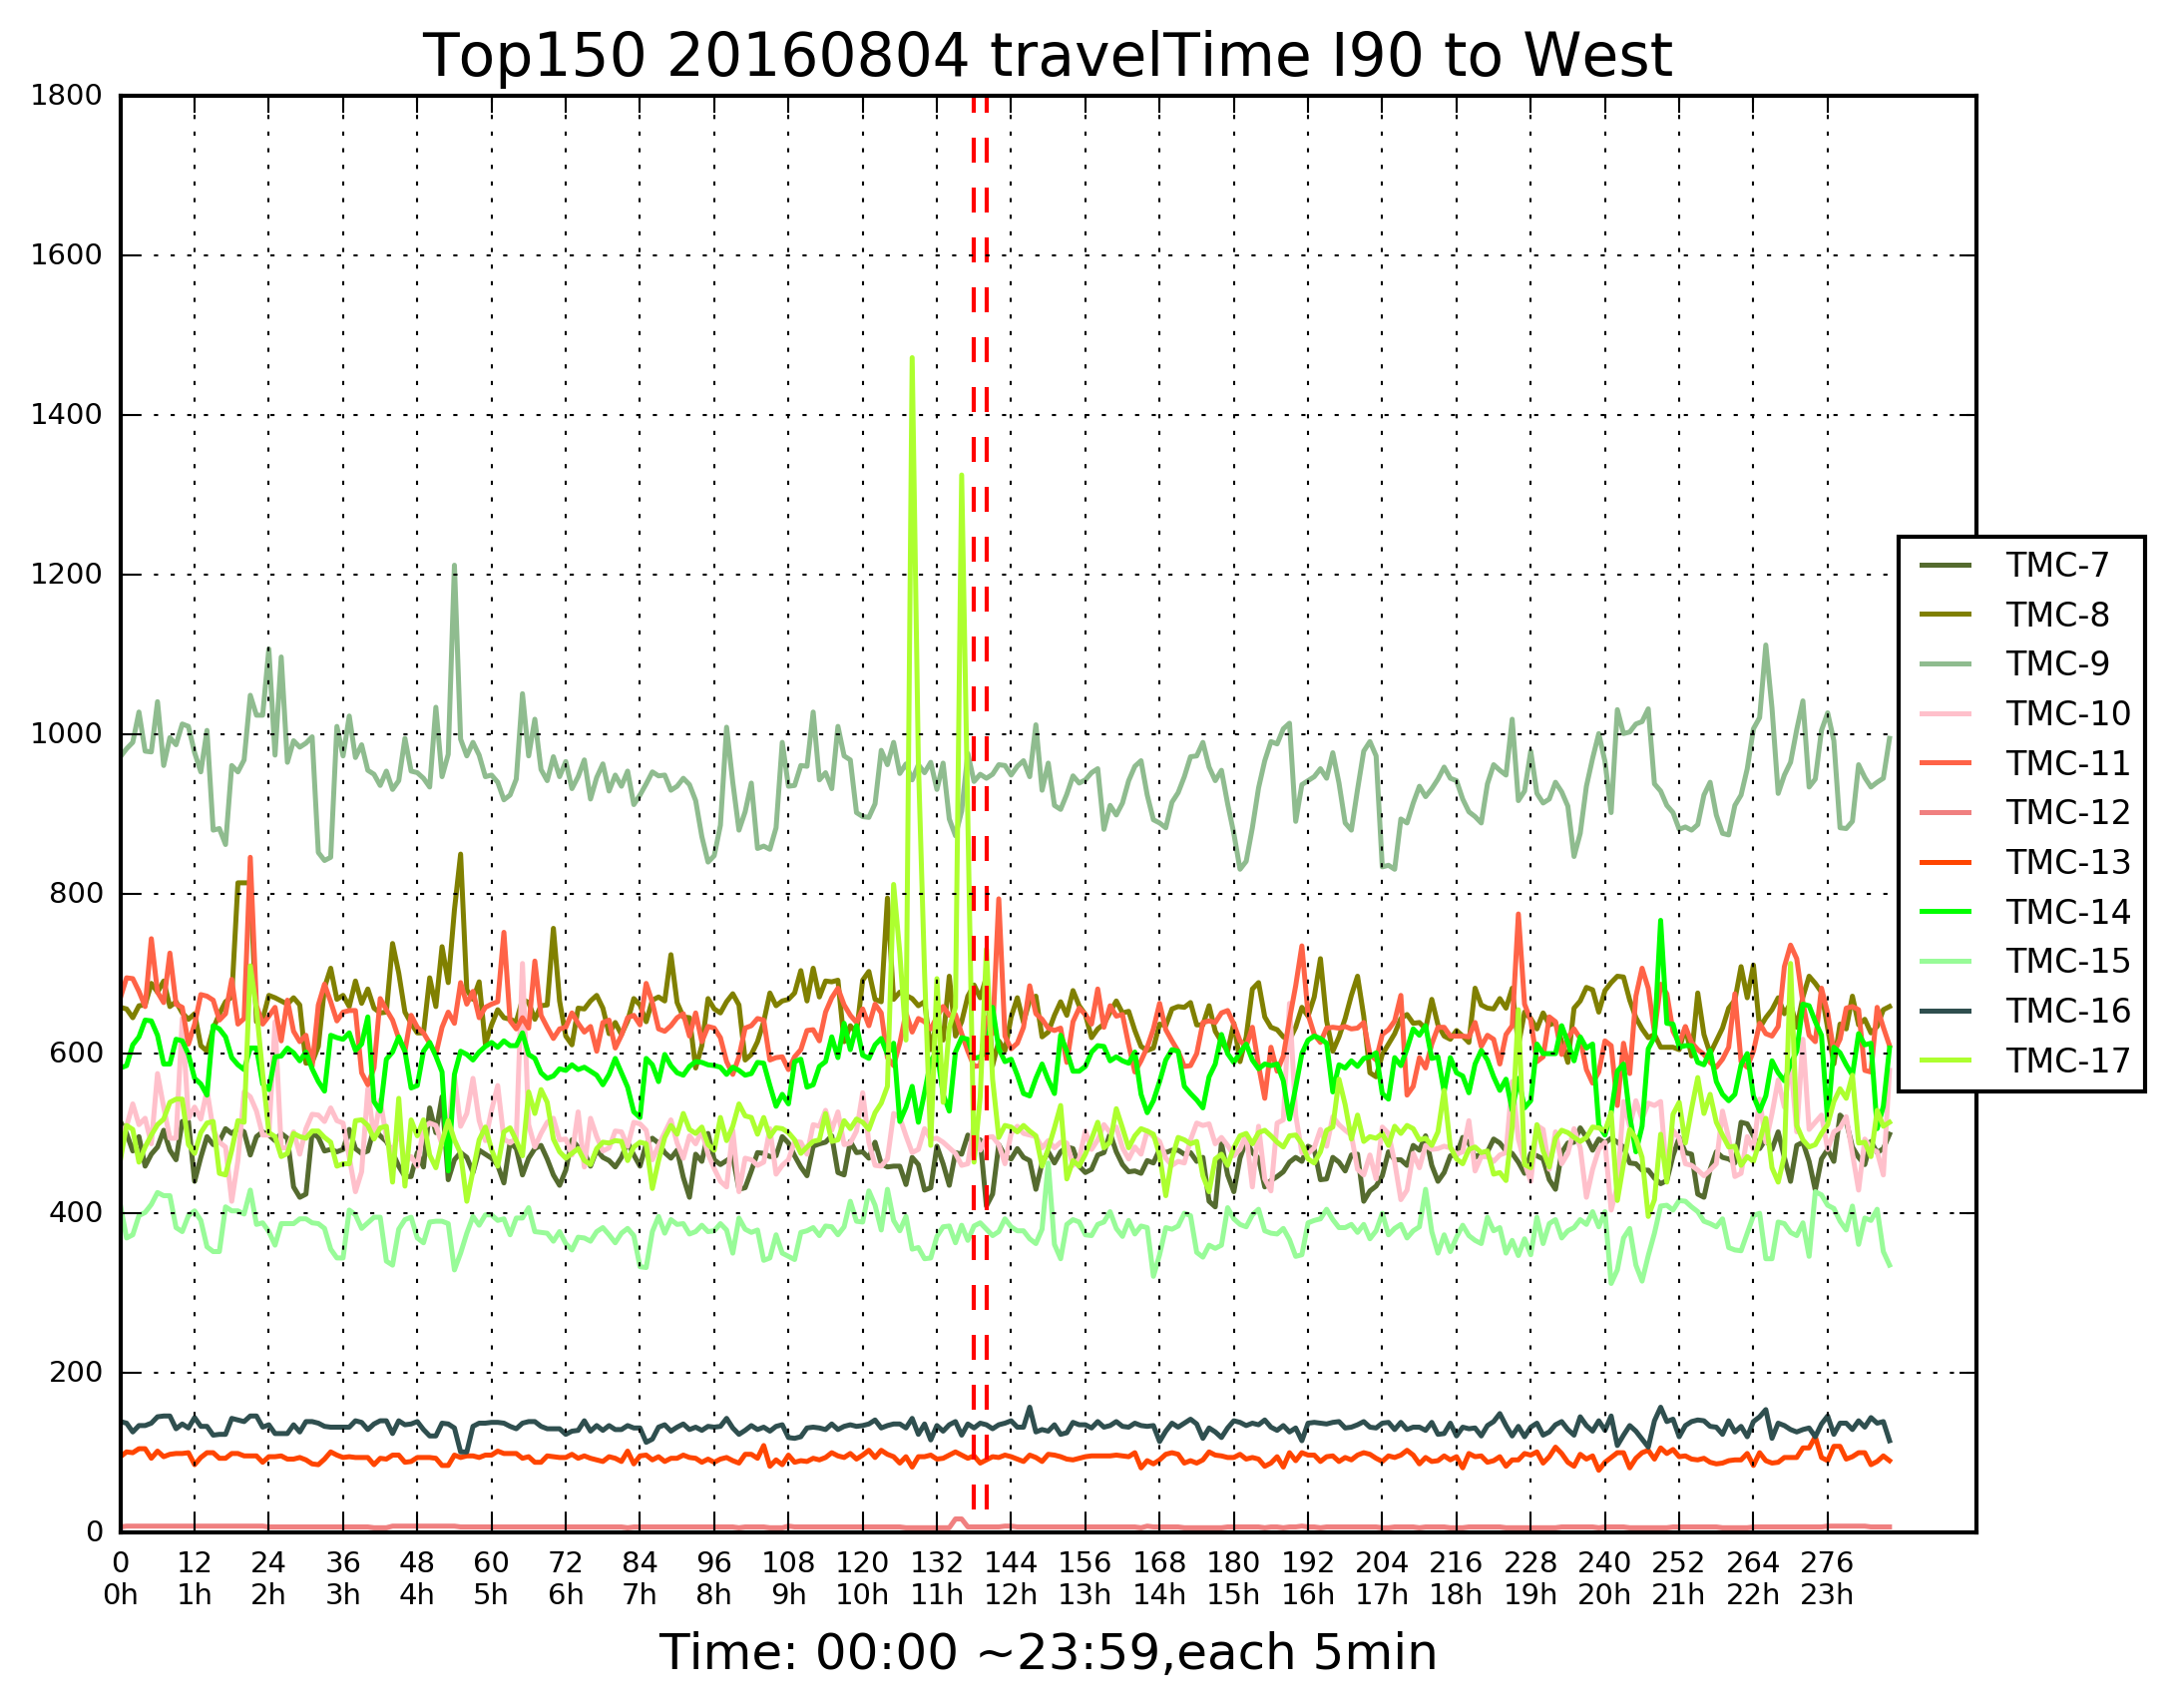 Top150 20160804 travelTime I90 to West
1800
1600
1400
1200
1000
800
600
400
200
0
TMC-7
TMC-8
TMC-9
TMC-10
TMC-11
TMC-12
TMC-13
TMC-14
TMC-15
TMC-16
TMC-17
0 12 24 36 48 60 72 84 96 108 120 132 144 156 168 180 192 204 216 228 240 252 264 276
0h 1h 2h 3h 4h 5h 6h 7h 8h 9h 10h 11h 12h 13h 14h 15h 16h 17h 18h 19h 20h 21h 22h 23h
Time: 00:00 ~23:59,each 5min